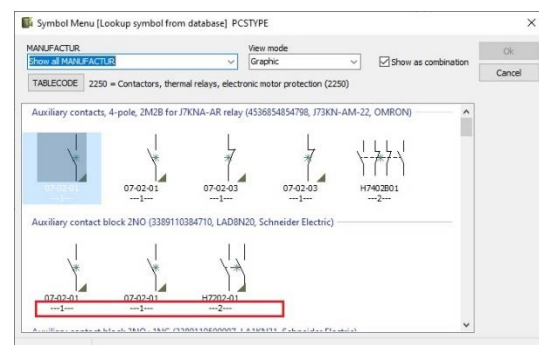 Symbol Menu [Lookup symbol from database] PCSTYPE
MANUFACTUR
View mode
Show all MANUFACTUR
Graphic
Show as combination
Ok
Cancel
TABLECODE 2250 = Contactors, thermal relays, electronic motor protection (2250)
Auxiliary contacts, 4-pole, 2M2B for J7KNA-AR relay (4536854854798, J73KN-AM-22, OMRON)
07-02-01 07-02-01 07-02-03 07-02-03 H7402B01
---1--- ---1--- ---1--- ---1--- ---2---
Auxiliary contact block 2NO (3389110384710, LAD8N20, Schneider Electric)
07-02-01 07-02-01 H7202-01
---1--- ---1--- ---2---